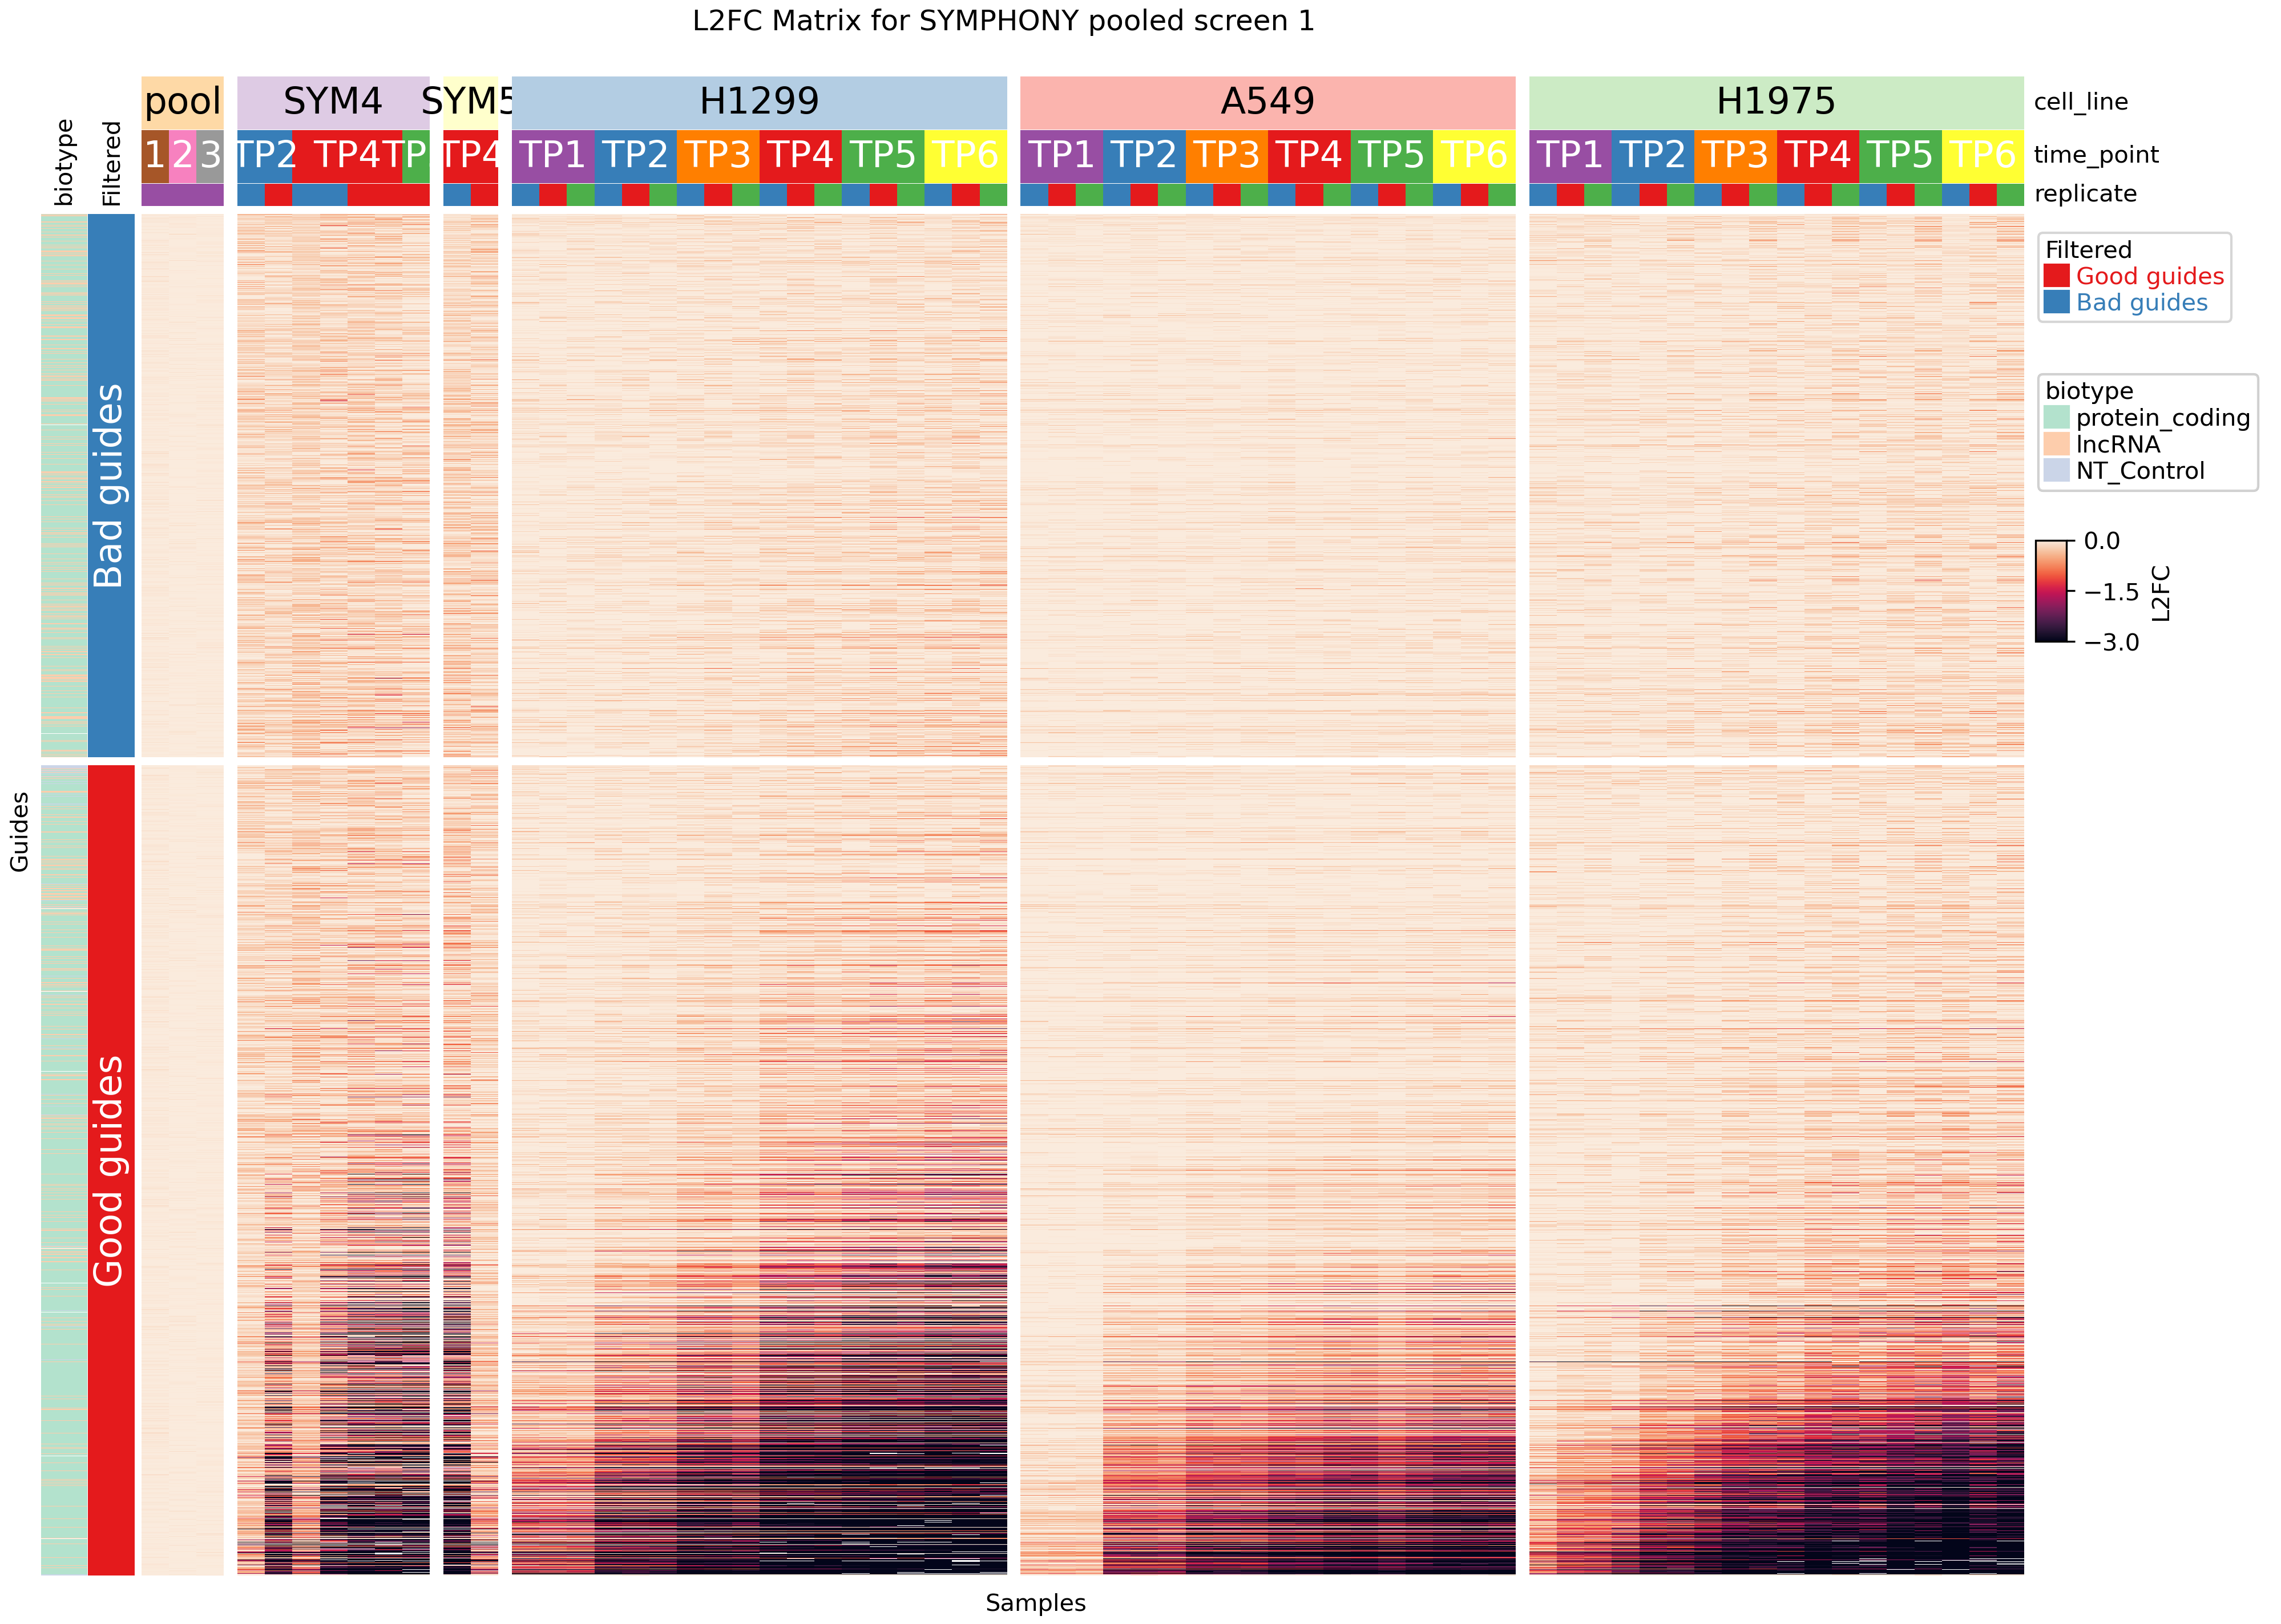 L2FC Matrix for SYMPHONY pooled screen 1
pool
SYM4
SYM5
H1299
A549
H1975
cell_line
1
2
3
TP2
TP4
TP
TP4
TP1
TP2
TP3
TP4
TP5
TP6
TP1
TP2
TP3
TP4
TP5
TP6
TP1
TP2
TP3
TP4
TP5
TP6
time_point
replicate
biotype
Filtered
Bad guides
Good guides
Guides
Samples
Filtered
Good guides
Bad guides
biotype
protein_coding
lncRNA
NT_Control
0.0
−1.5
−3.0
L2FC